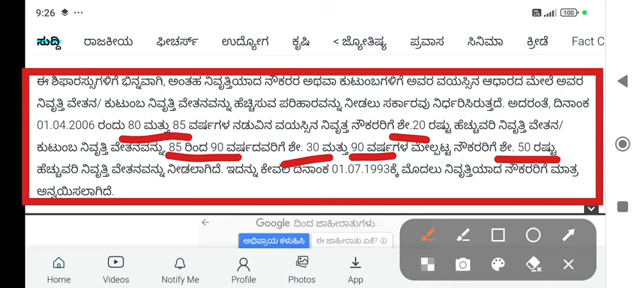 9:26
100
ಸುದ್ದಿ ರಾಜಕೀಯ ಫೀಚರ್ಸ್ ಉದ್ಯೋಗ ಕೃಷಿ < ಜ್ಯೋತಿಷ್ಯ ಪ್ರವಾಸ ಸಿನಿಮಾ ಕ್ರೀಡೆ Fact C
ಈ ಶಿಫಾರಸ್ಸುಗಳಿಗೆ ಭಿನ್ನವಾಗಿ, ಅಂತಹ ನಿವೃತ್ತಿಯಾದ ನೌಕರರ ಅಥವಾ ಕುಟುಂಬಗಳಿಗೆ ಅವರ ವಯಸ್ಸಿನ ಆಧಾರದ ಮೇಲೆ ಅವರ
ನಿವೃತ್ತಿ ವೇತನ/ ಕುಟುಂಬ ನಿವೃತ್ತಿ ವೇತನವನ್ನು ಹೆಚ್ಚಿಸುವ ಪರಿಹಾರವನ್ನು ನೀಡಲು ಸರ್ಕಾರವು ನಿರ್ಧರಿಸಿರುತ್ತದೆ. ಅದರಂತೆ, ದಿನಾಂಕ
01.04.2006 ರಂದು 80 ಮತ್ತು 85 ವರ್ಷಗಳ ನಡುವಿನ ವಯಸ್ಸಿನ ನಿವೃತ್ತ ನೌಕರರಿಗೆ ಶೇ.20 ರಷ್ಟು ಹೆಚ್ಚುವರಿ ನಿವೃತ್ತಿ ವೇತನ/
ಕುಟುಂಬ ನಿವೃತ್ತಿ ವೇತನವನ್ನು, 85 ರಿಂದ 90 ವರ್ಷದವರಿಗೆ ಶೇ. 30 ಮತ್ತು 90 ವರ್ಷಗಳ ಮೇಲ್ಪಟ್ಟ ನೌಕರರಿಗೆ ಶೇ. 50 ರಷ್ಟು
ಹೆಚ್ಚುವರಿ ನಿವೃತ್ತಿ ವೇತನವನ್ನು ನೀಡಲಾಗಿದೆ. ಇದನ್ನು ಕೇವಲ ದಿನಾಂಕ 01.07.1993ಕ್ಕೆ ಮೊದಲು ನಿವೃತ್ತಿಯಾದ ನೌಕರರಿಗೆ ಮಾತ್ರ
ಅನ್ವಯಿಸಲಾಗಿದೆ.
Google ದಿಂದ ಜಾಹೀರಾತುಗಳು
ಅಭಿಪ್ರಾಯ ಕಳುಹಿಸಿ ಈ ಜಾಹೀರಾತು ಏಕೆ?
Home Videos Notify Me Profile Photos App